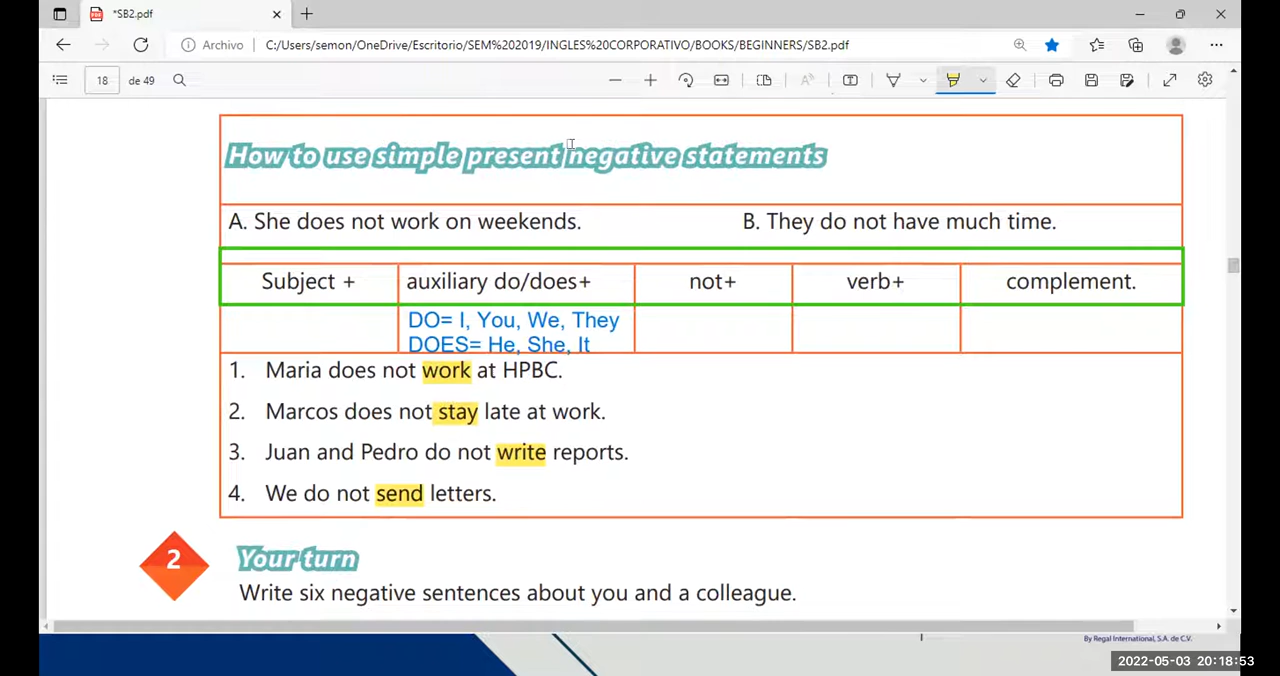 *SB2.pdf
Archivo C:/Users/semon/OneDrive/Escritorio/SEM%202019/INGLES%20CORPORATIVO/BOOKS/BEGINNERS/SB2.pdf
18 de 49
How to use simple present negative statements
A. She does not work on weekends. B. They do not have much time.
Subject + auxiliary do/does+ not+ verb+ complement.
DO= I, You, We, They
DOES= He, She, It
1. Maria does not work at HPBC.
2. Marcos does not stay late at work.
3. Juan and Pedro do not write reports.
4. We do not send letters.
2 Your turn
Write six negative sentences about you and a colleague.
By Regal International, S.A. de C.V.
2022-05-03 20:18:53